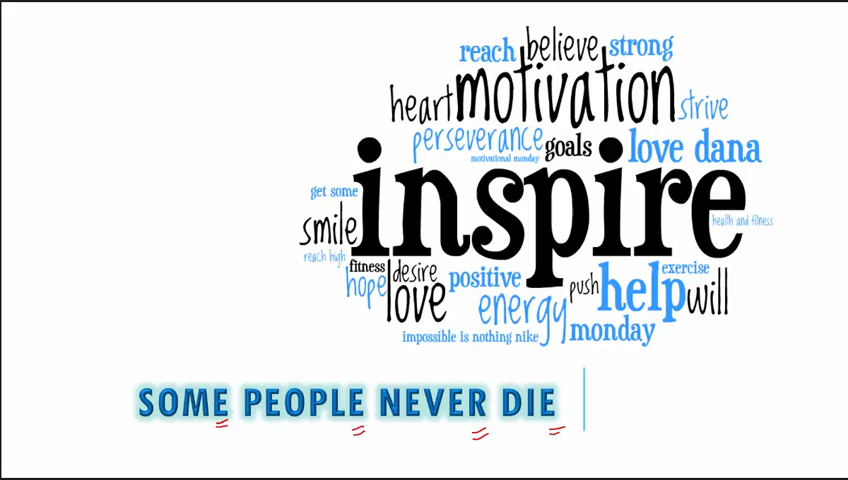 reach believe strong
heart motivation strive
perseverance goals love dana
motivational monday
inspire
get some
smile
health and fitness
reach high fitness desire positive push help exercise
hope love energy will
impossible is nothing nike monday
SOME PEOPLE NEVER DIE